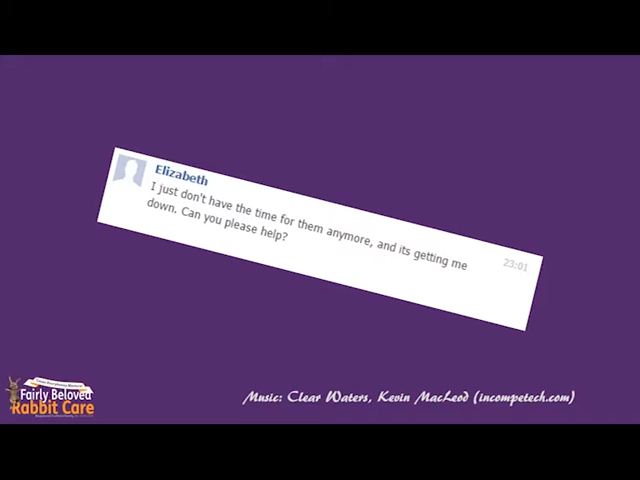 Elizabeth
I just don't have the time for them anymore, and its getting me
down. Can you please help?
23:01
Fairly Beloved
Rabbit Care
Music: Clear Waters, Kevin MacLeod (incompetech.com)